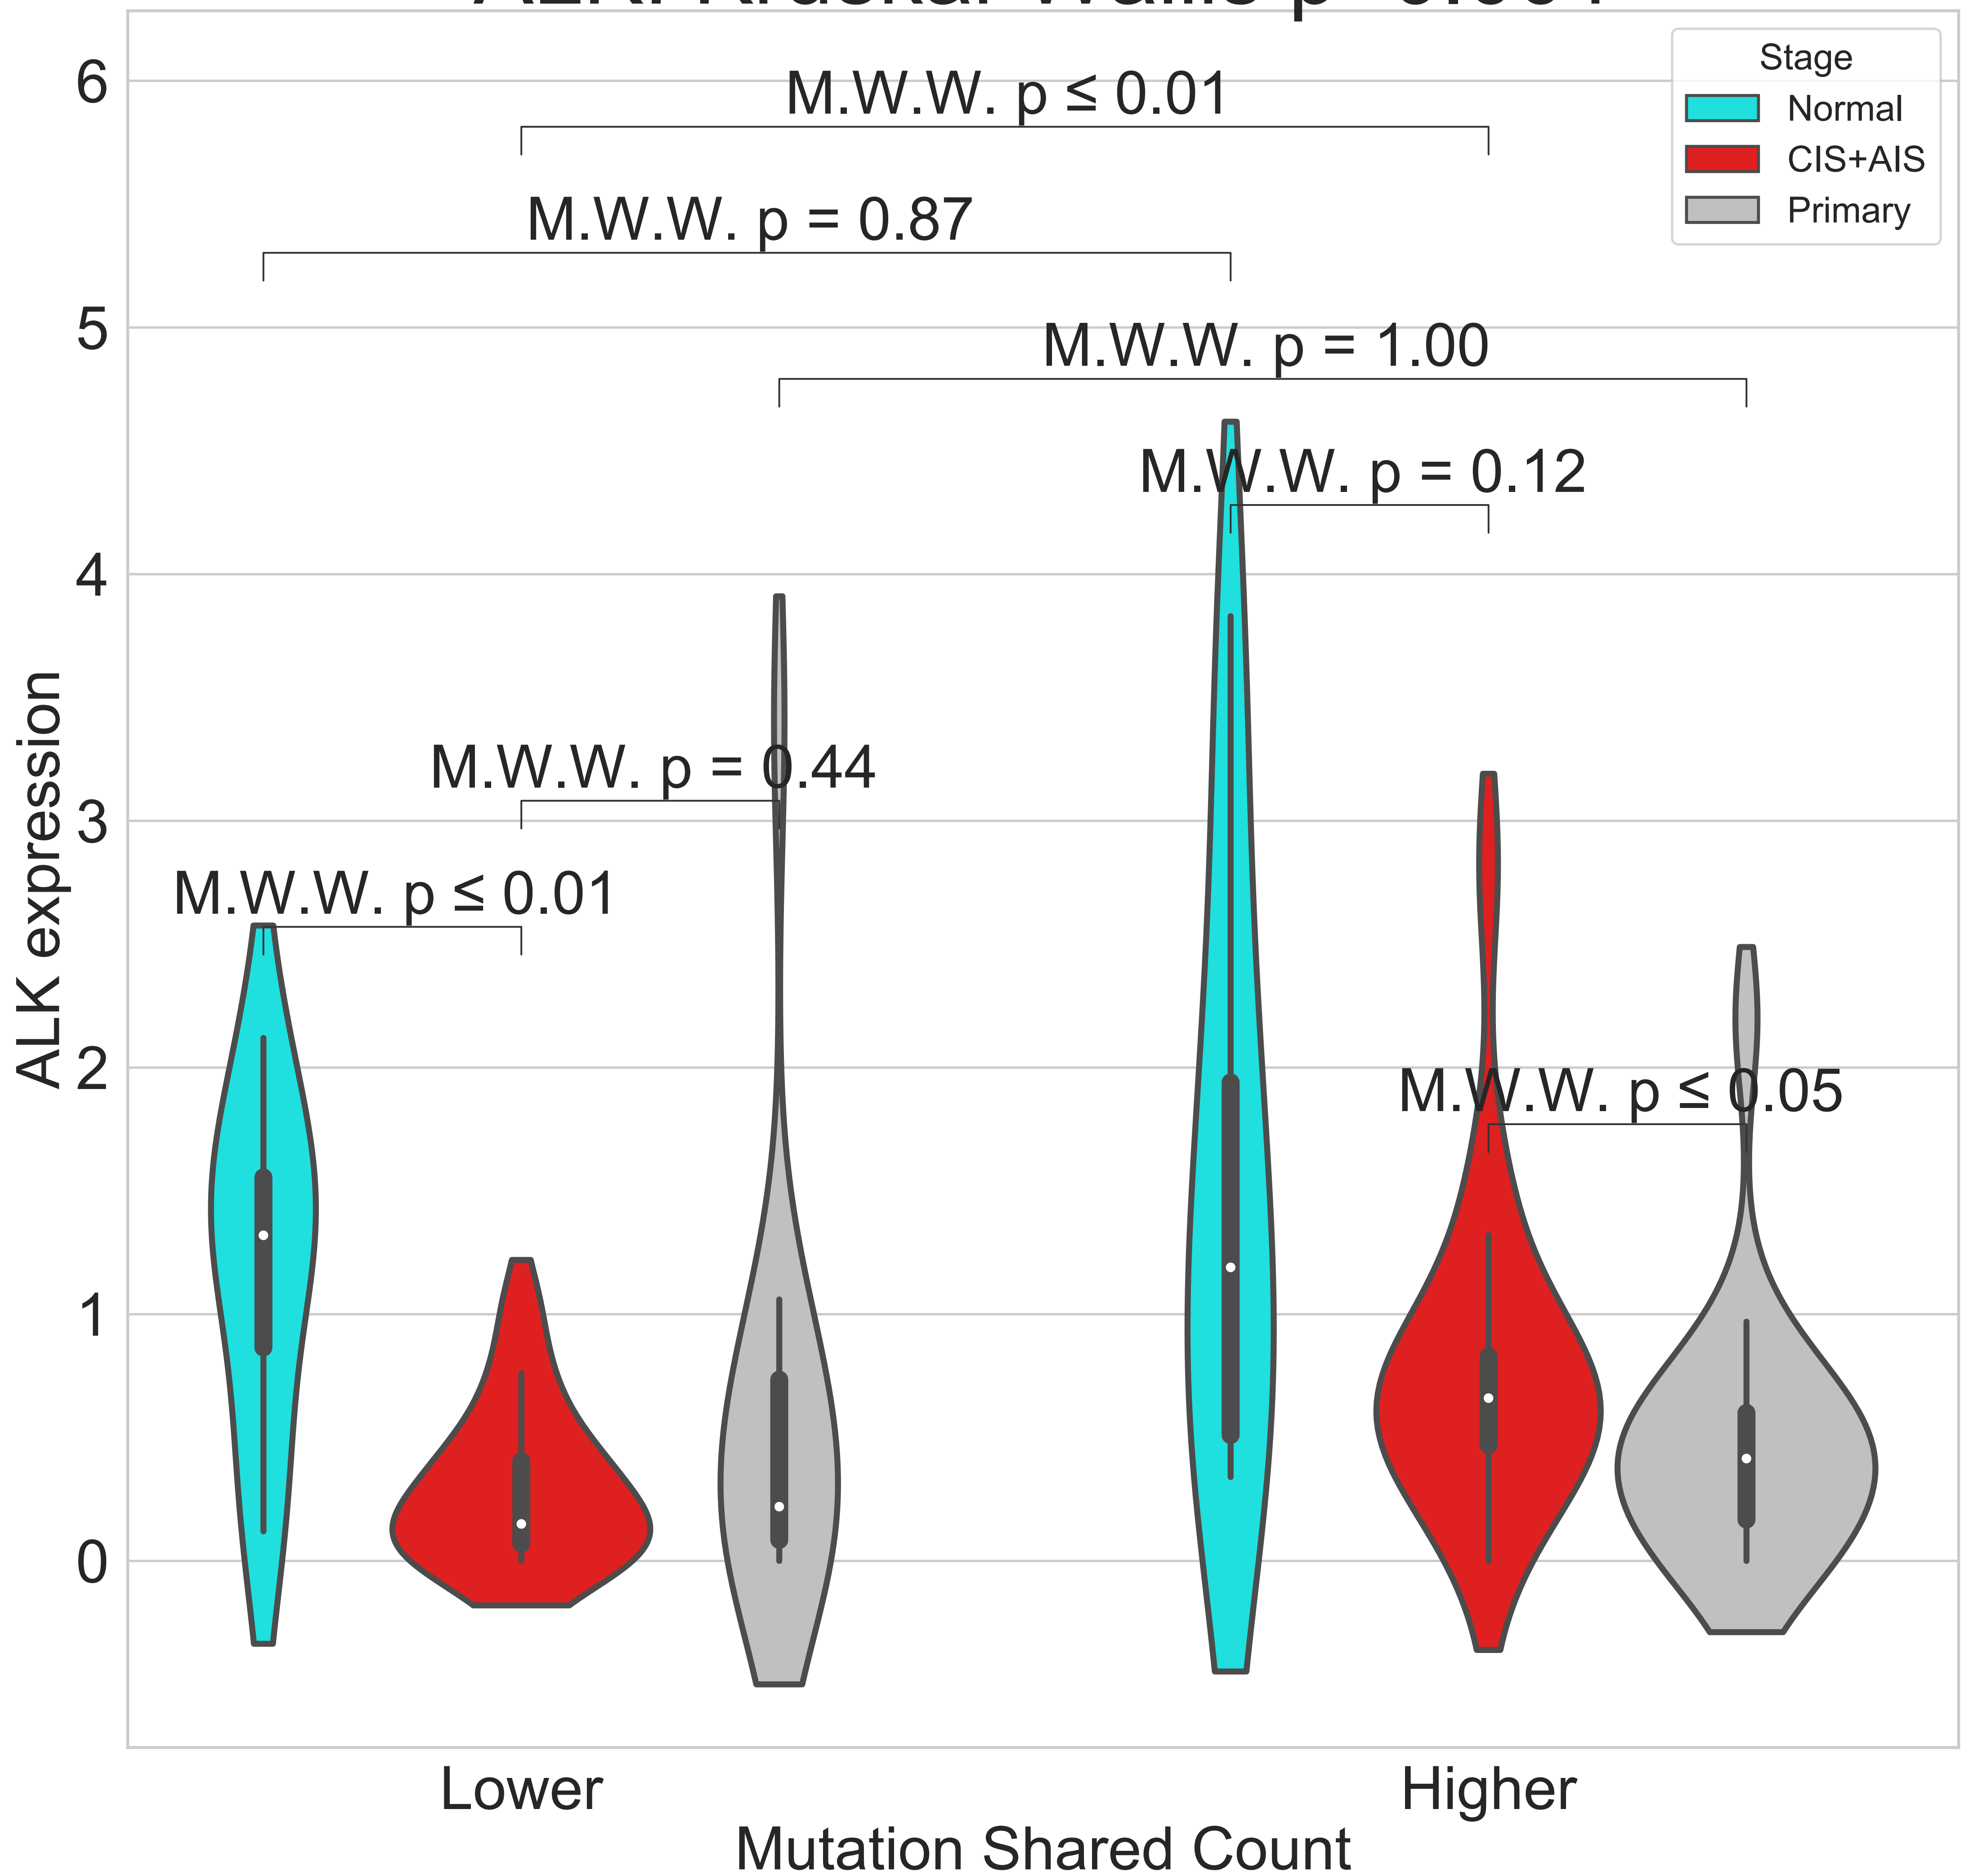 6
5
4
3
2
1
0
ALK expression
M.W.W. p ≤ 0.01
M.W.W. p = 0.87
M.W.W. p = 1.00
M.W.W. p = 0.12
M.W.W. p = 0.44
M.W.W. p ≤ 0.01
M.W.W. p ≤ 0.05
Stage
Normal
CIS+AIS
Primary
Lower
Higher
Mutation Shared Count